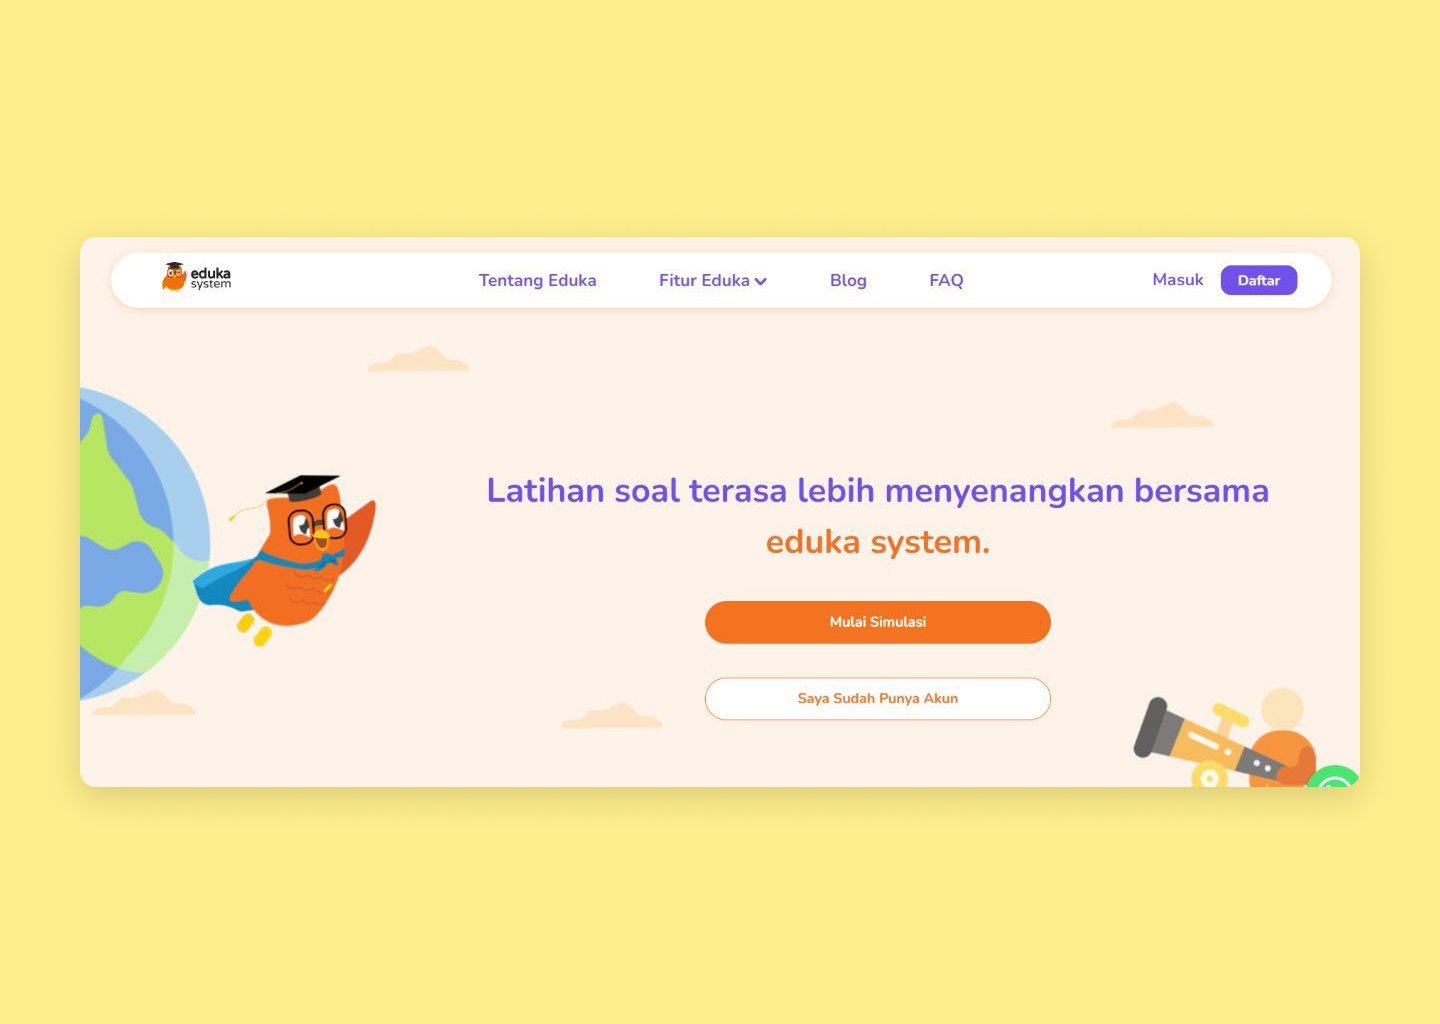 eduka
system
Tentang Eduka
Fitur Eduka
Blog
FAQ
Masuk
Daftar
Latihan soal terasa lebih menyenangkan bersama
eduka system.
Mulai Simulasi
Saya Sudah Punya Akun